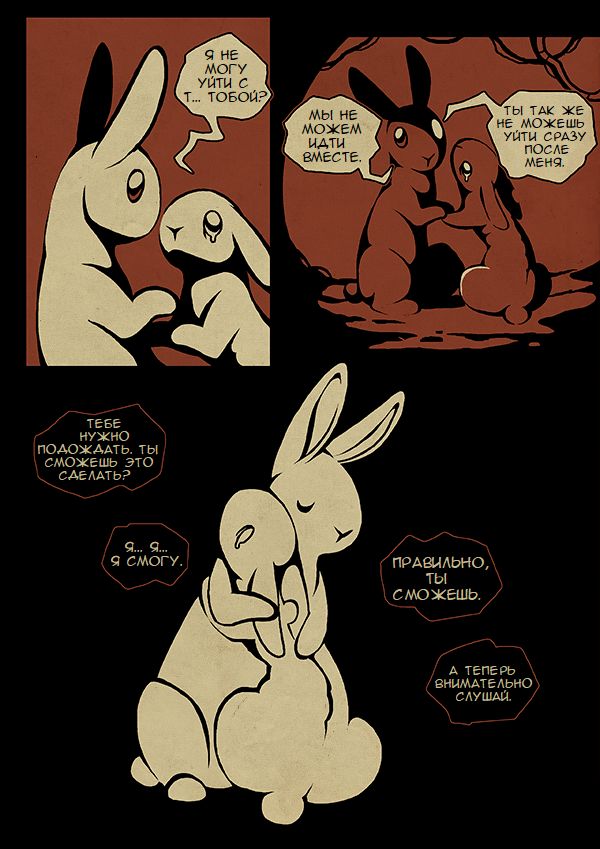 Я НЕ
МОГУ
УЙТИ С
Т... ТОБОЙ?
МЫ НЕ
МОЖЕМ
ИДТИ
ВМЕСТЕ.
ТЫ ТАК ЖЕ
НЕ МОЖЕШЬ
УЙТИ СРАЗУ
ПОСЛЕ
МЕНЯ.
ТЕБЕ
НУЖНО
ПОДОЖДАТЬ. ТЫ
СМОЖЕШЬ ЭТО
СДЕЛАТЬ?
Я... Я...
Я СМОГУ.
ПРАВИЛЬНО,
ТЫ
СМОЖЕШЬ.
А ТЕПЕРЬ
ВНИМАТЕЛЬНО
СЛУШАЙ.